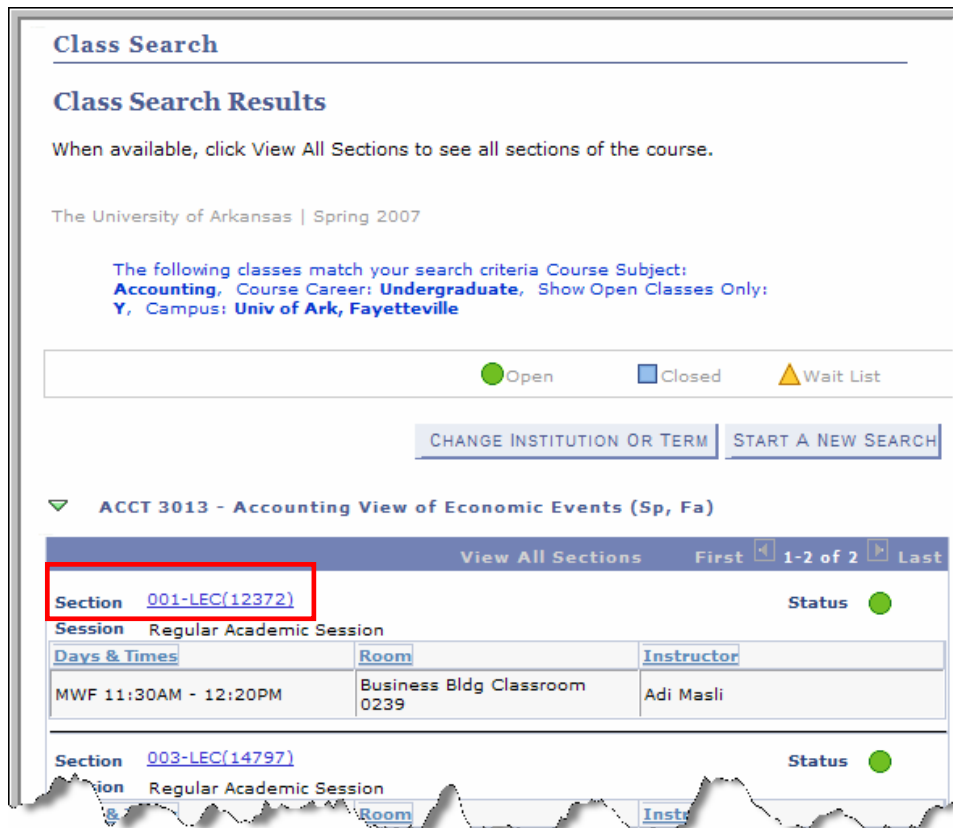 Class Search
Class Search Results
When available, click View All Sections to see all sections of the course.
The University of Arkansas | Spring 2007
The following classes match your search criteria Course Subject:
Accounting, Course Career: Undergraduate, Show Open Classes Only:
Y, Campus: Univ of Ark, Fayetteville
Open Closed Wait List
CHANGE INSTITUTION OR TERM START A NEW SEARCH
ACCT 3013 - Accounting View of Economic Events (Sp, Fa)
View All Sections First 1-2 of 2 Last
Section 001-LEC(12372) Status
Session Regular Academic Session
Days & Times Room Instructor
MWF 11:30AM - 12:20PM Business Bldg Classroom
0239 Adi Masli
Section 003-LEC(14797) Status
Regular Academic Session
& Room